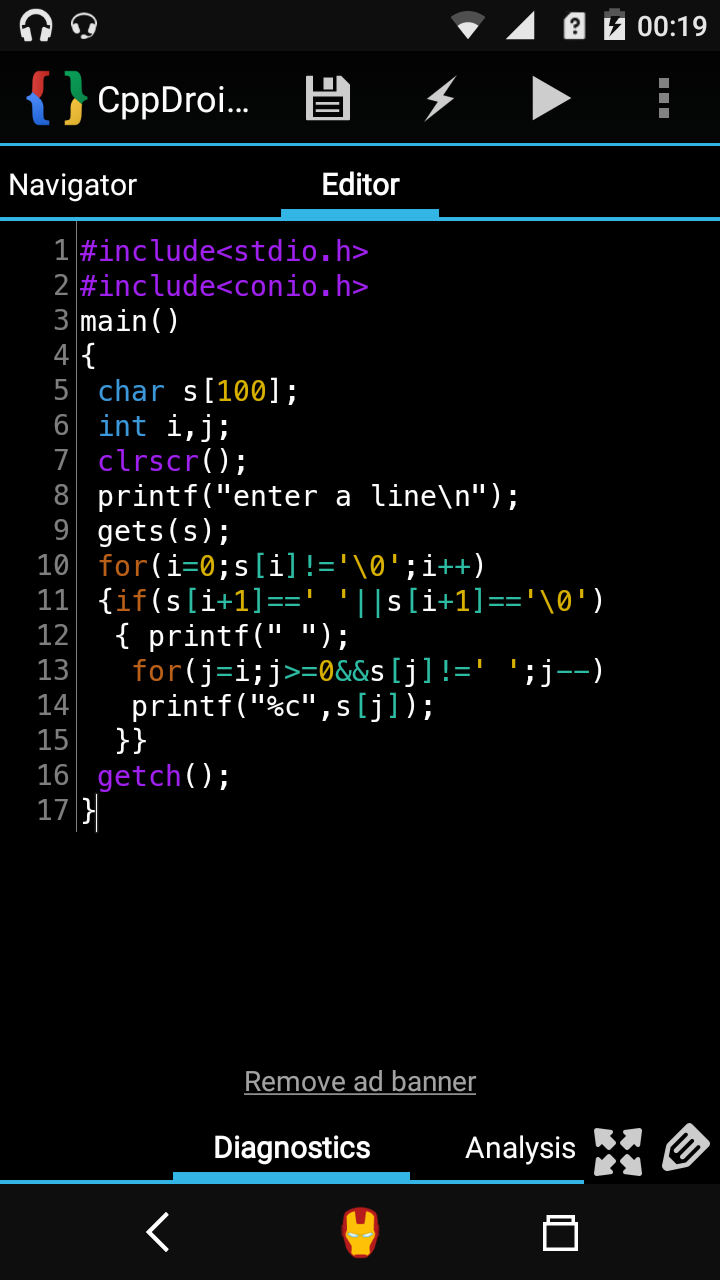 00:19
CppDroi...
Navigator
Editor
1 #include<stdio.h>
2 #include<conio.h>
3 main()
4 {
5  char s[100];
6  int i,j;
7  clrscr();
8  printf("enter a line\n");
9  gets(s);
10  for(i=0;s[i]!='\0';i++)
11  {if(s[i+1]==' '||s[i+1]=='\0')
12   { printf(" ");
13    for(j=i;j>=0&&s[j]!=' ';j--)
14    printf("%c",s[j]);
15   }}
16  getch();
17 }
Remove ad banner
Diagnostics
Analysis